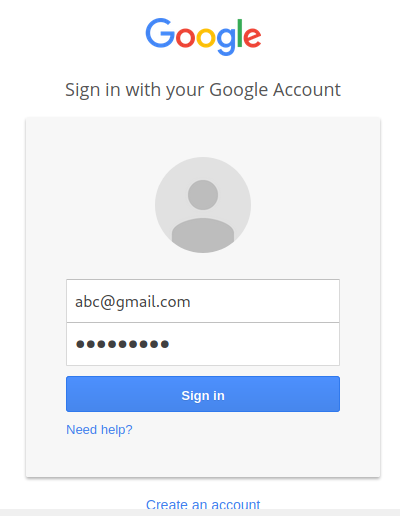 Google
Sign in with your Google Account
abc@gmail.com
●●●●●●●●●
Sign in
Need help?
Create an account